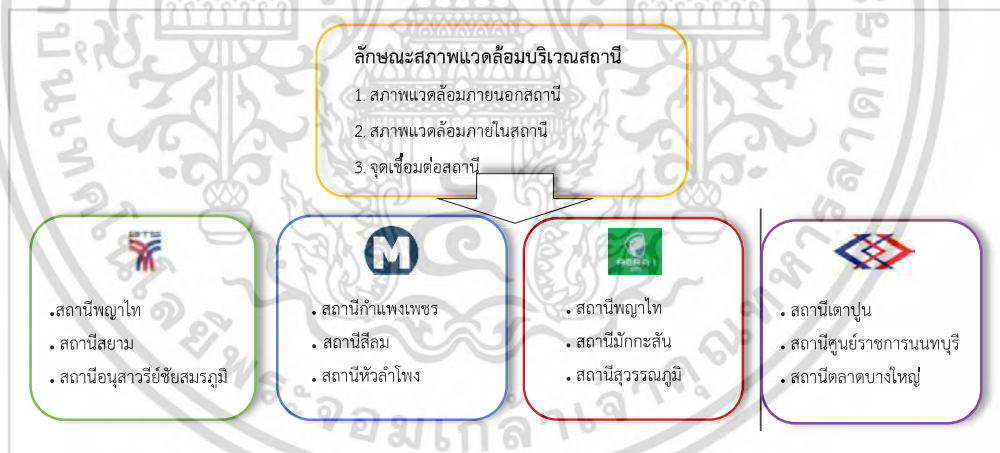 ลักษณะสภาพแวดล้อมบริเวณสถานี
1. สภาพแวดล้อมภายนอกสถานี
2. สภาพแวดล้อมภายในสถานี
3. จุดเชื่อมต่อสถานี
BTS
•สถานีพญาไท
• สถานีสยาม
• สถานีอนุสาวรีย์ชัยสมรภูมิ
M
• สถานีกำแพงเพชร
• สถานีสีลม
• สถานีหัวลำโพง
• สถานีพญาไท
• สถานีมักกะสัน
• สถานีสุวรรณภูมิ
• สถานีเตาปูน
• สถานีศูนย์ราชการนนทบุรี
• สถานีตลาดบางใหญ่